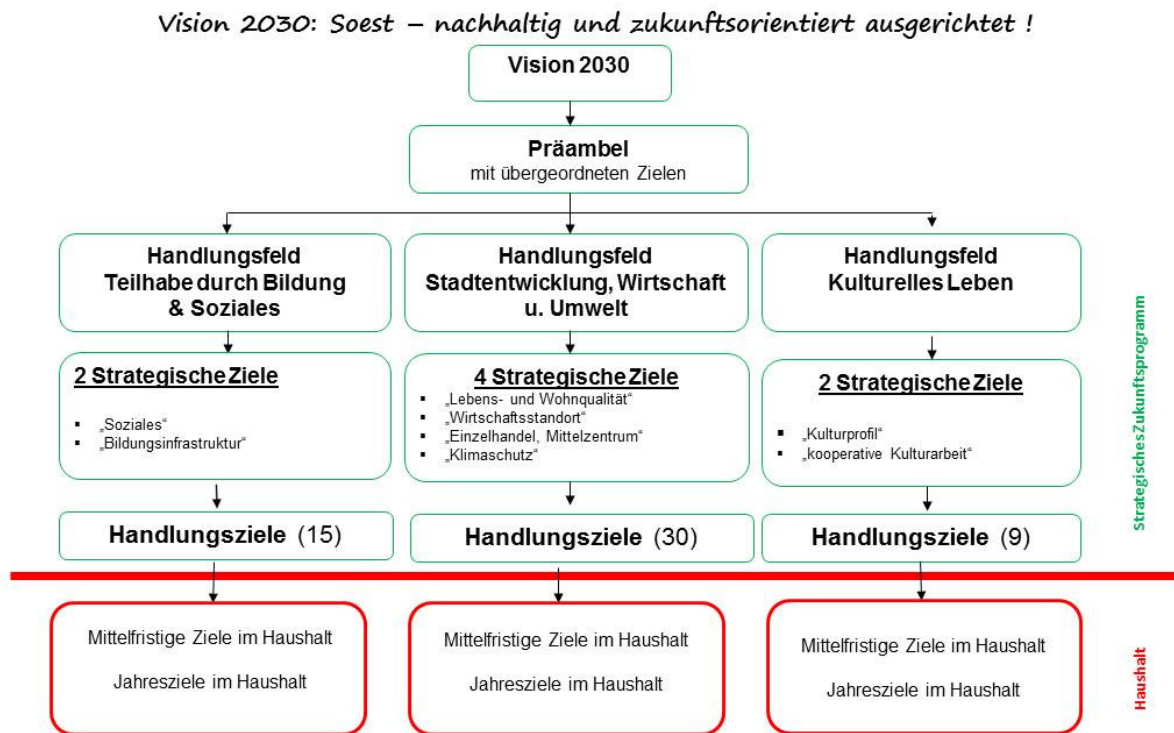 Vision 2030: Soest – nachhaltig und zukunftsorientiert ausgerichtet !
Vision 2030
Präambel
mit übergeordneten Zielen
Handlungsfeld
Teilhabe durch Bildung
& Soziales
Handlungsfeld
Stadtentwicklung, Wirtschaft
u. Umwelt
Handlungsfeld
Kulturelles Leben
2 Strategische Ziele
▪ „Soziales“
▪ „Bildungsinfrastruktur“
4 Strategische Ziele
▪ „Lebens- und Wohnqualität“
▪ „Wirtschaftsstandort“
▪ „Einzelhandel, Mittelzentrum“
▪ „Klimaschutz“
2 Strategische Ziele
▪ „Kulturprofil“
▪ „kooperative Kulturarbeit“
Handlungsziele (15)
Handlungsziele (30)
Handlungsziele (9)
Strategisches Zukunftsprogramm
Mittelfristige Ziele im Haushalt
Jahresziele im Haushalt
Mittelfristige Ziele im Haushalt
Jahresziele im Haushalt
Mittelfristige Ziele im Haushalt
Jahresziele im Haushalt
Haushalt